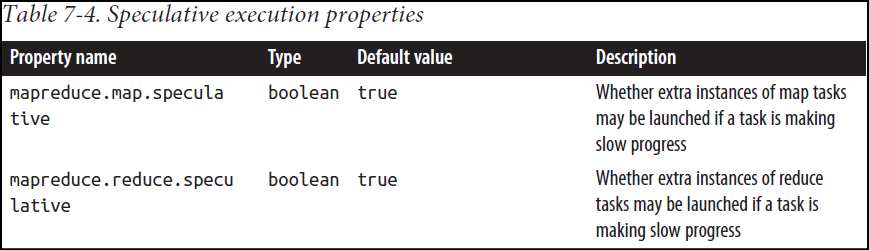 Table 7-4. Speculative execution properties
Property name Type Default value Description
mapreduce.map.specula boolean true Whether extra instances of map tasks
tive may be launched if a task is making
slow progress
mapreduce.reduce.specu boolean true Whether extra instances of reduce
lative tasks may be launched if a task is
making slow progress